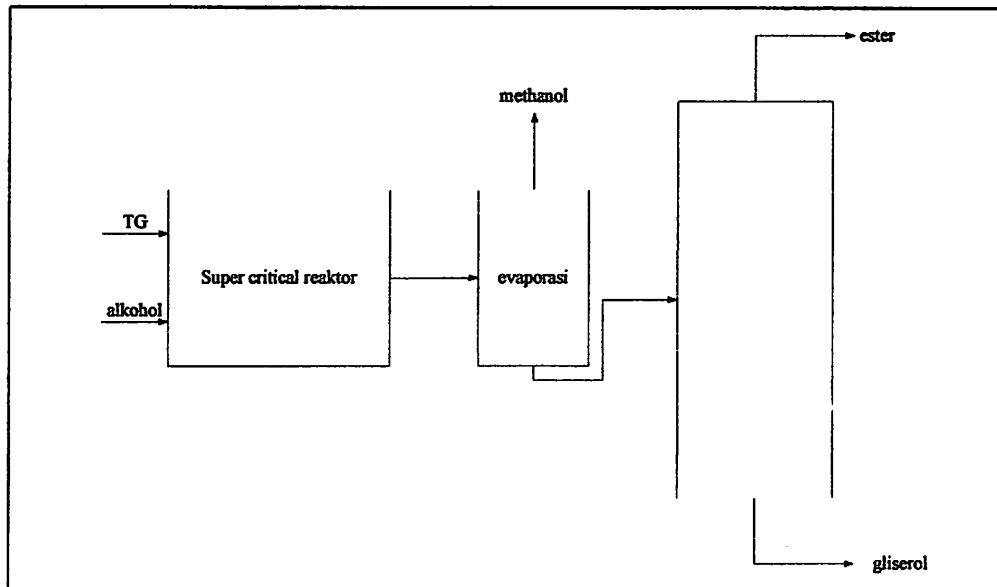 ester
methanol
TG
Super critical reaktor
evaporasi
alkohol
gliserol